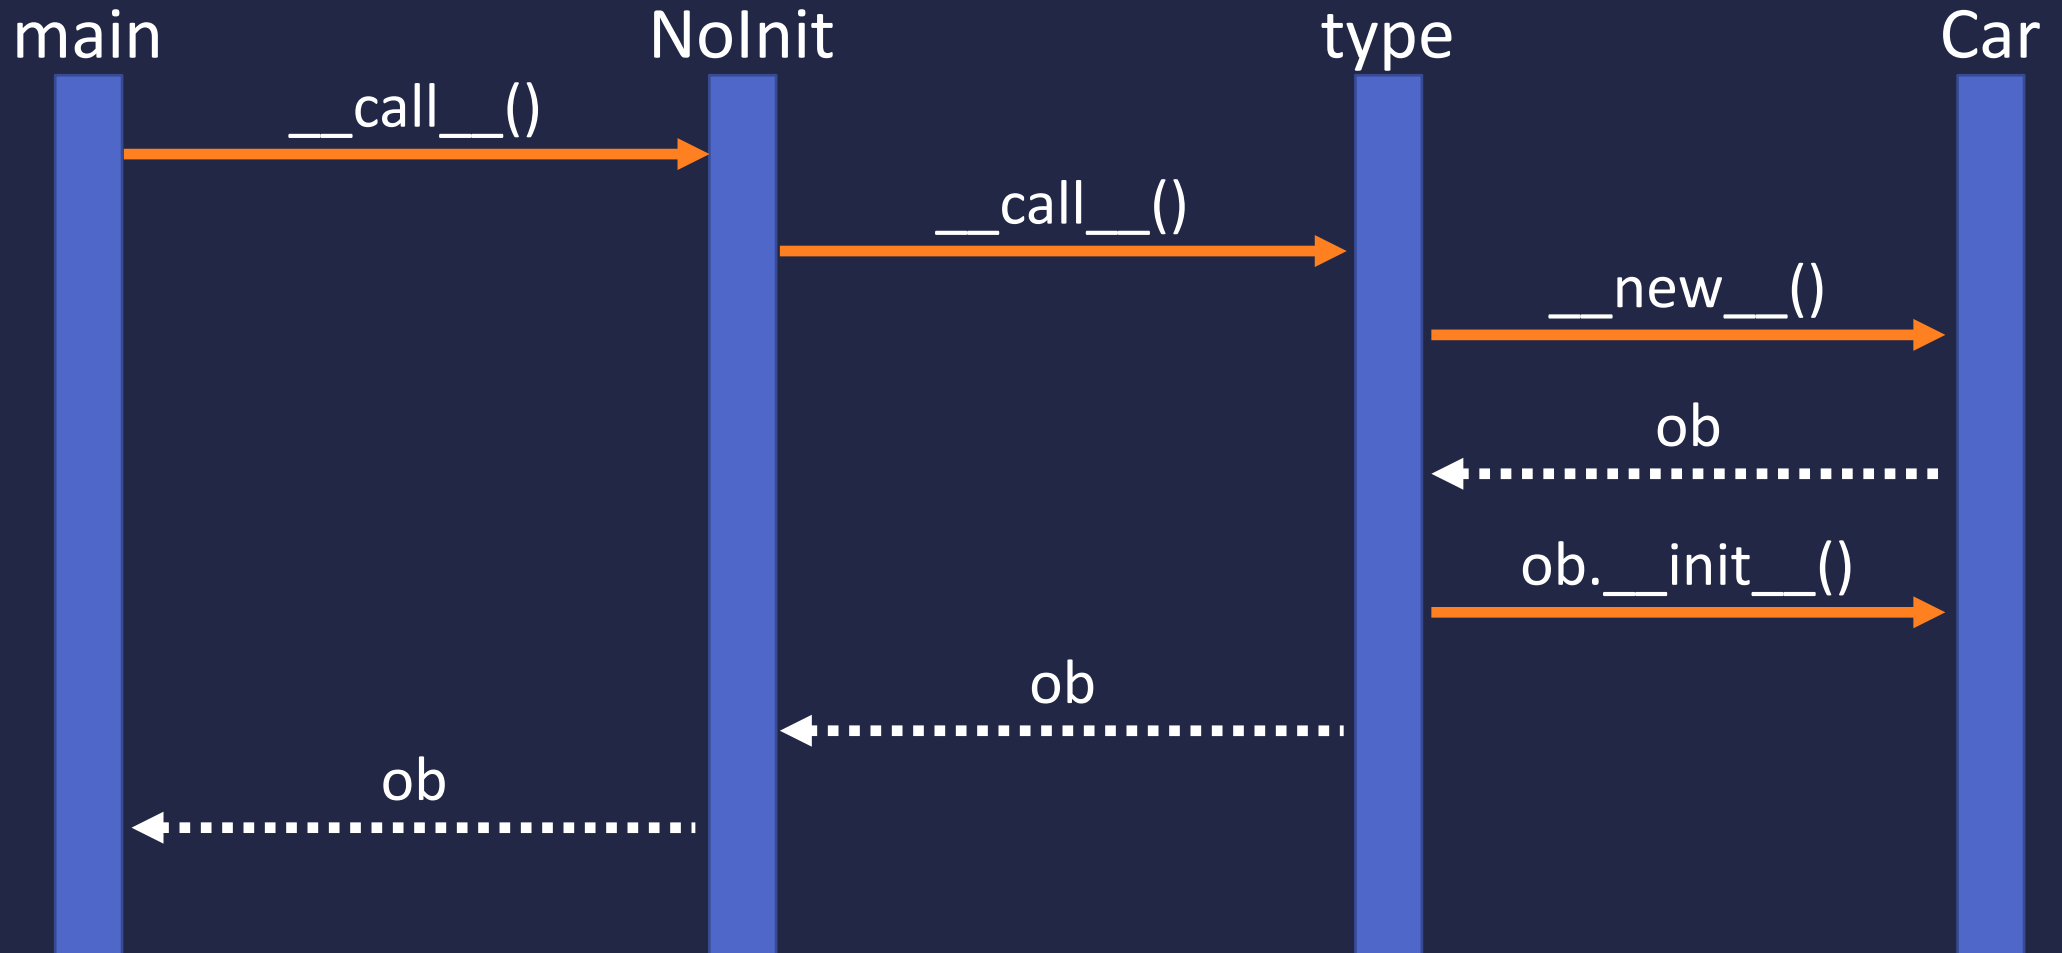 main
NoInit
type
Car
__call__()
__call__()
__new__()
ob
ob.__init__()
ob
ob